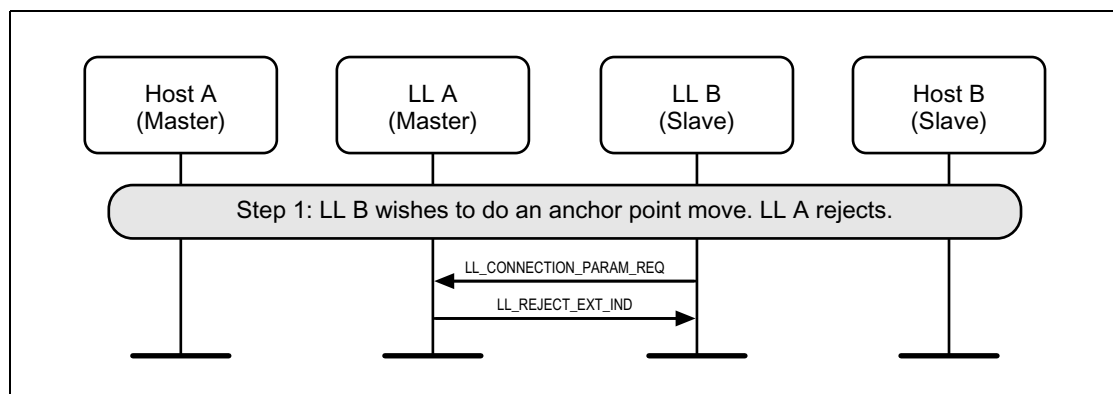 Host A
(Master)
LL A
(Master)
LL B
(Slave)
Host B
(Slave)
Step 1: LL B wishes to do an anchor point move. LL A rejects.
LL_CONNECTION_PARAM_REQ
LL_REJECT_EXT_IND